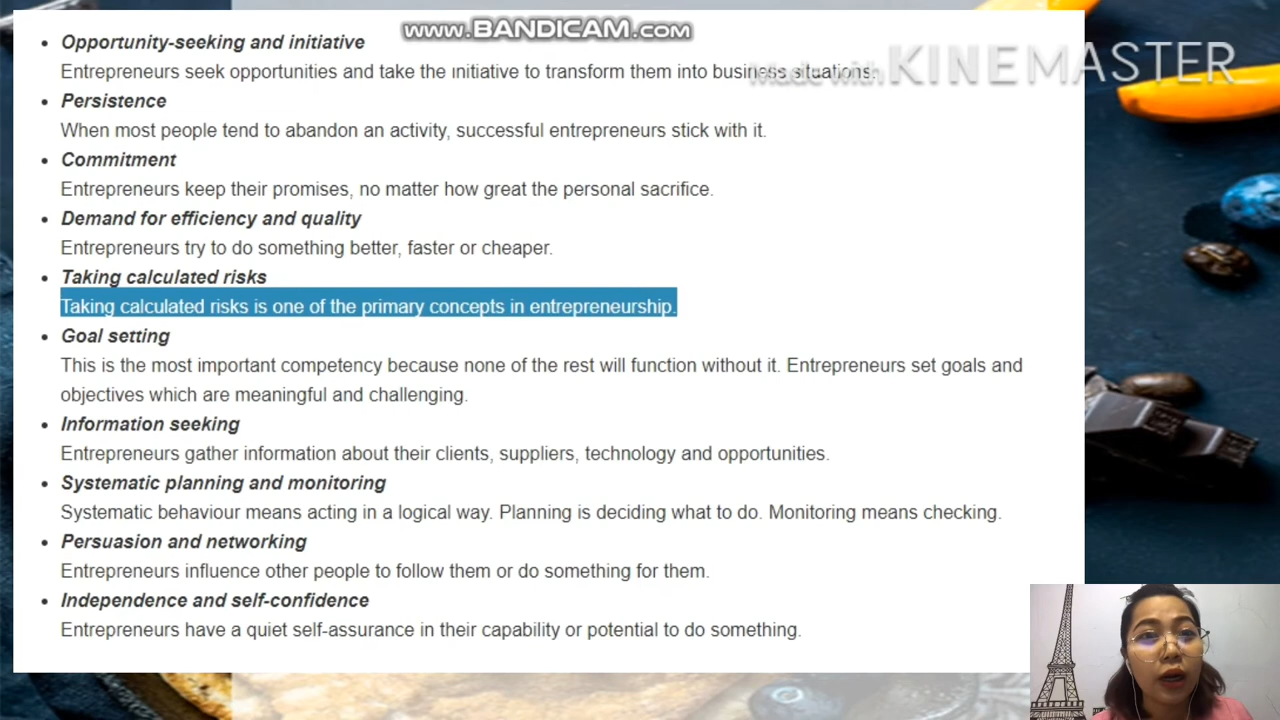 www.BANDICAM.com
Made with KINEMASTER
• Opportunity-seeking and initiative
Entrepreneurs seek opportunities and take the initiative to transform them into business situations.
• Persistence
When most people tend to abandon an activity, successful entrepreneurs stick with it.
• Commitment
Entrepreneurs keep their promises, no matter how great the personal sacrifice.
• Demand for efficiency and quality
Entrepreneurs try to do something better, faster or cheaper.
• Taking calculated risks
Taking calculated risks is one of the primary concepts in entrepreneurship.
• Goal setting
This is the most important competency because none of the rest will function without it. Entrepreneurs set goals and
objectives which are meaningful and challenging.
• Information seeking
Entrepreneurs gather information about their clients, suppliers, technology and opportunities.
• Systematic planning and monitoring
Systematic behaviour means acting in a logical way. Planning is deciding what to do. Monitoring means checking.
• Persuasion and networking
Entrepreneurs influence other people to follow them or do something for them.
• Independence and self-confidence
Entrepreneurs have a quiet self-assurance in their capability or potential to do something.